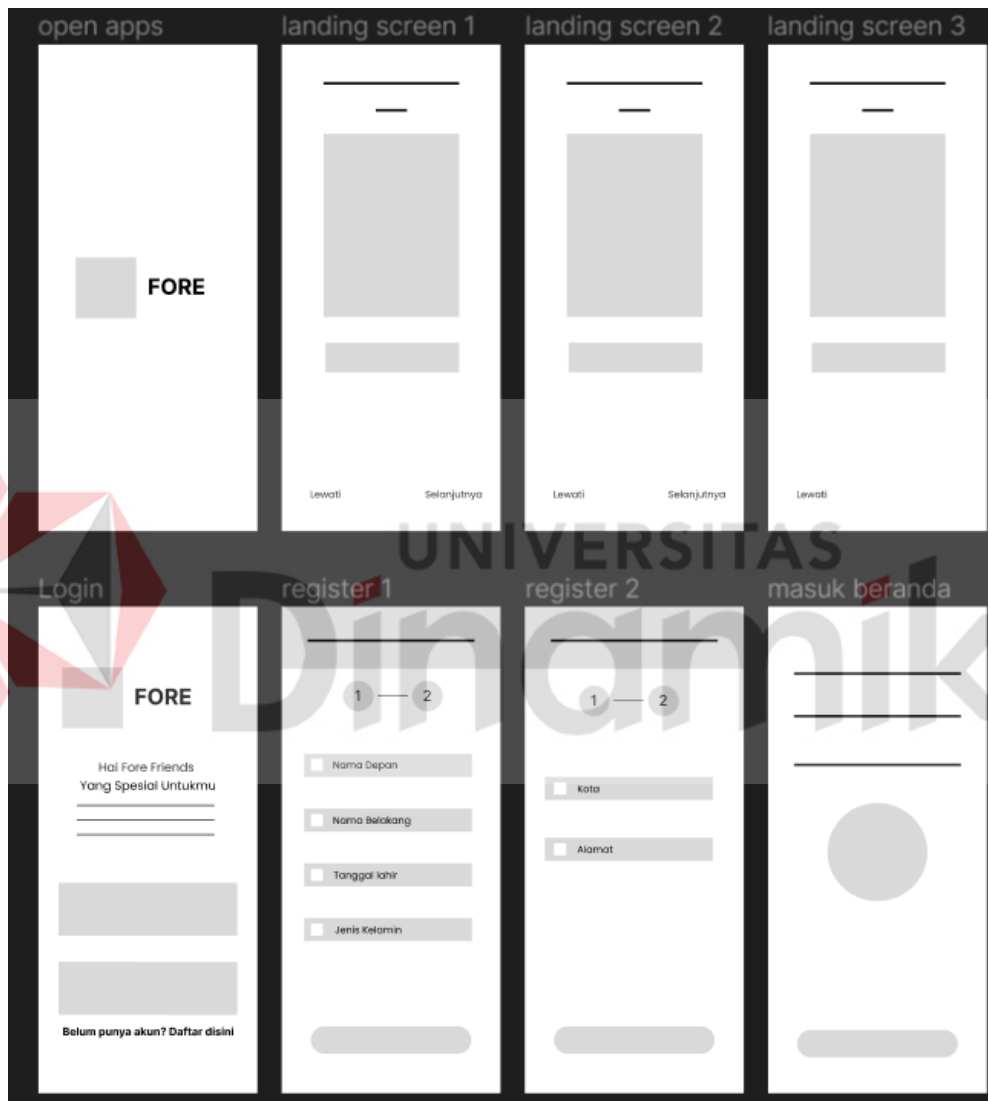 open apps
landing screen 1
landing screen 2
landing screen 3
FORE
Lewati
Selanjutnya
Lewati
Selanjutnya
Lewati
UNIVERSITAS
Dinamika
Login
register 1
register 2
masuk beranda
FORE
Hai Fore Friends
Yang Spesial Untukmu
Belum punya akun? Daftar disini
1
2
Nama Depan
Nama Belakang
Tanggal lahir
Jenis Kelamin
1
2
Kota
Alamat